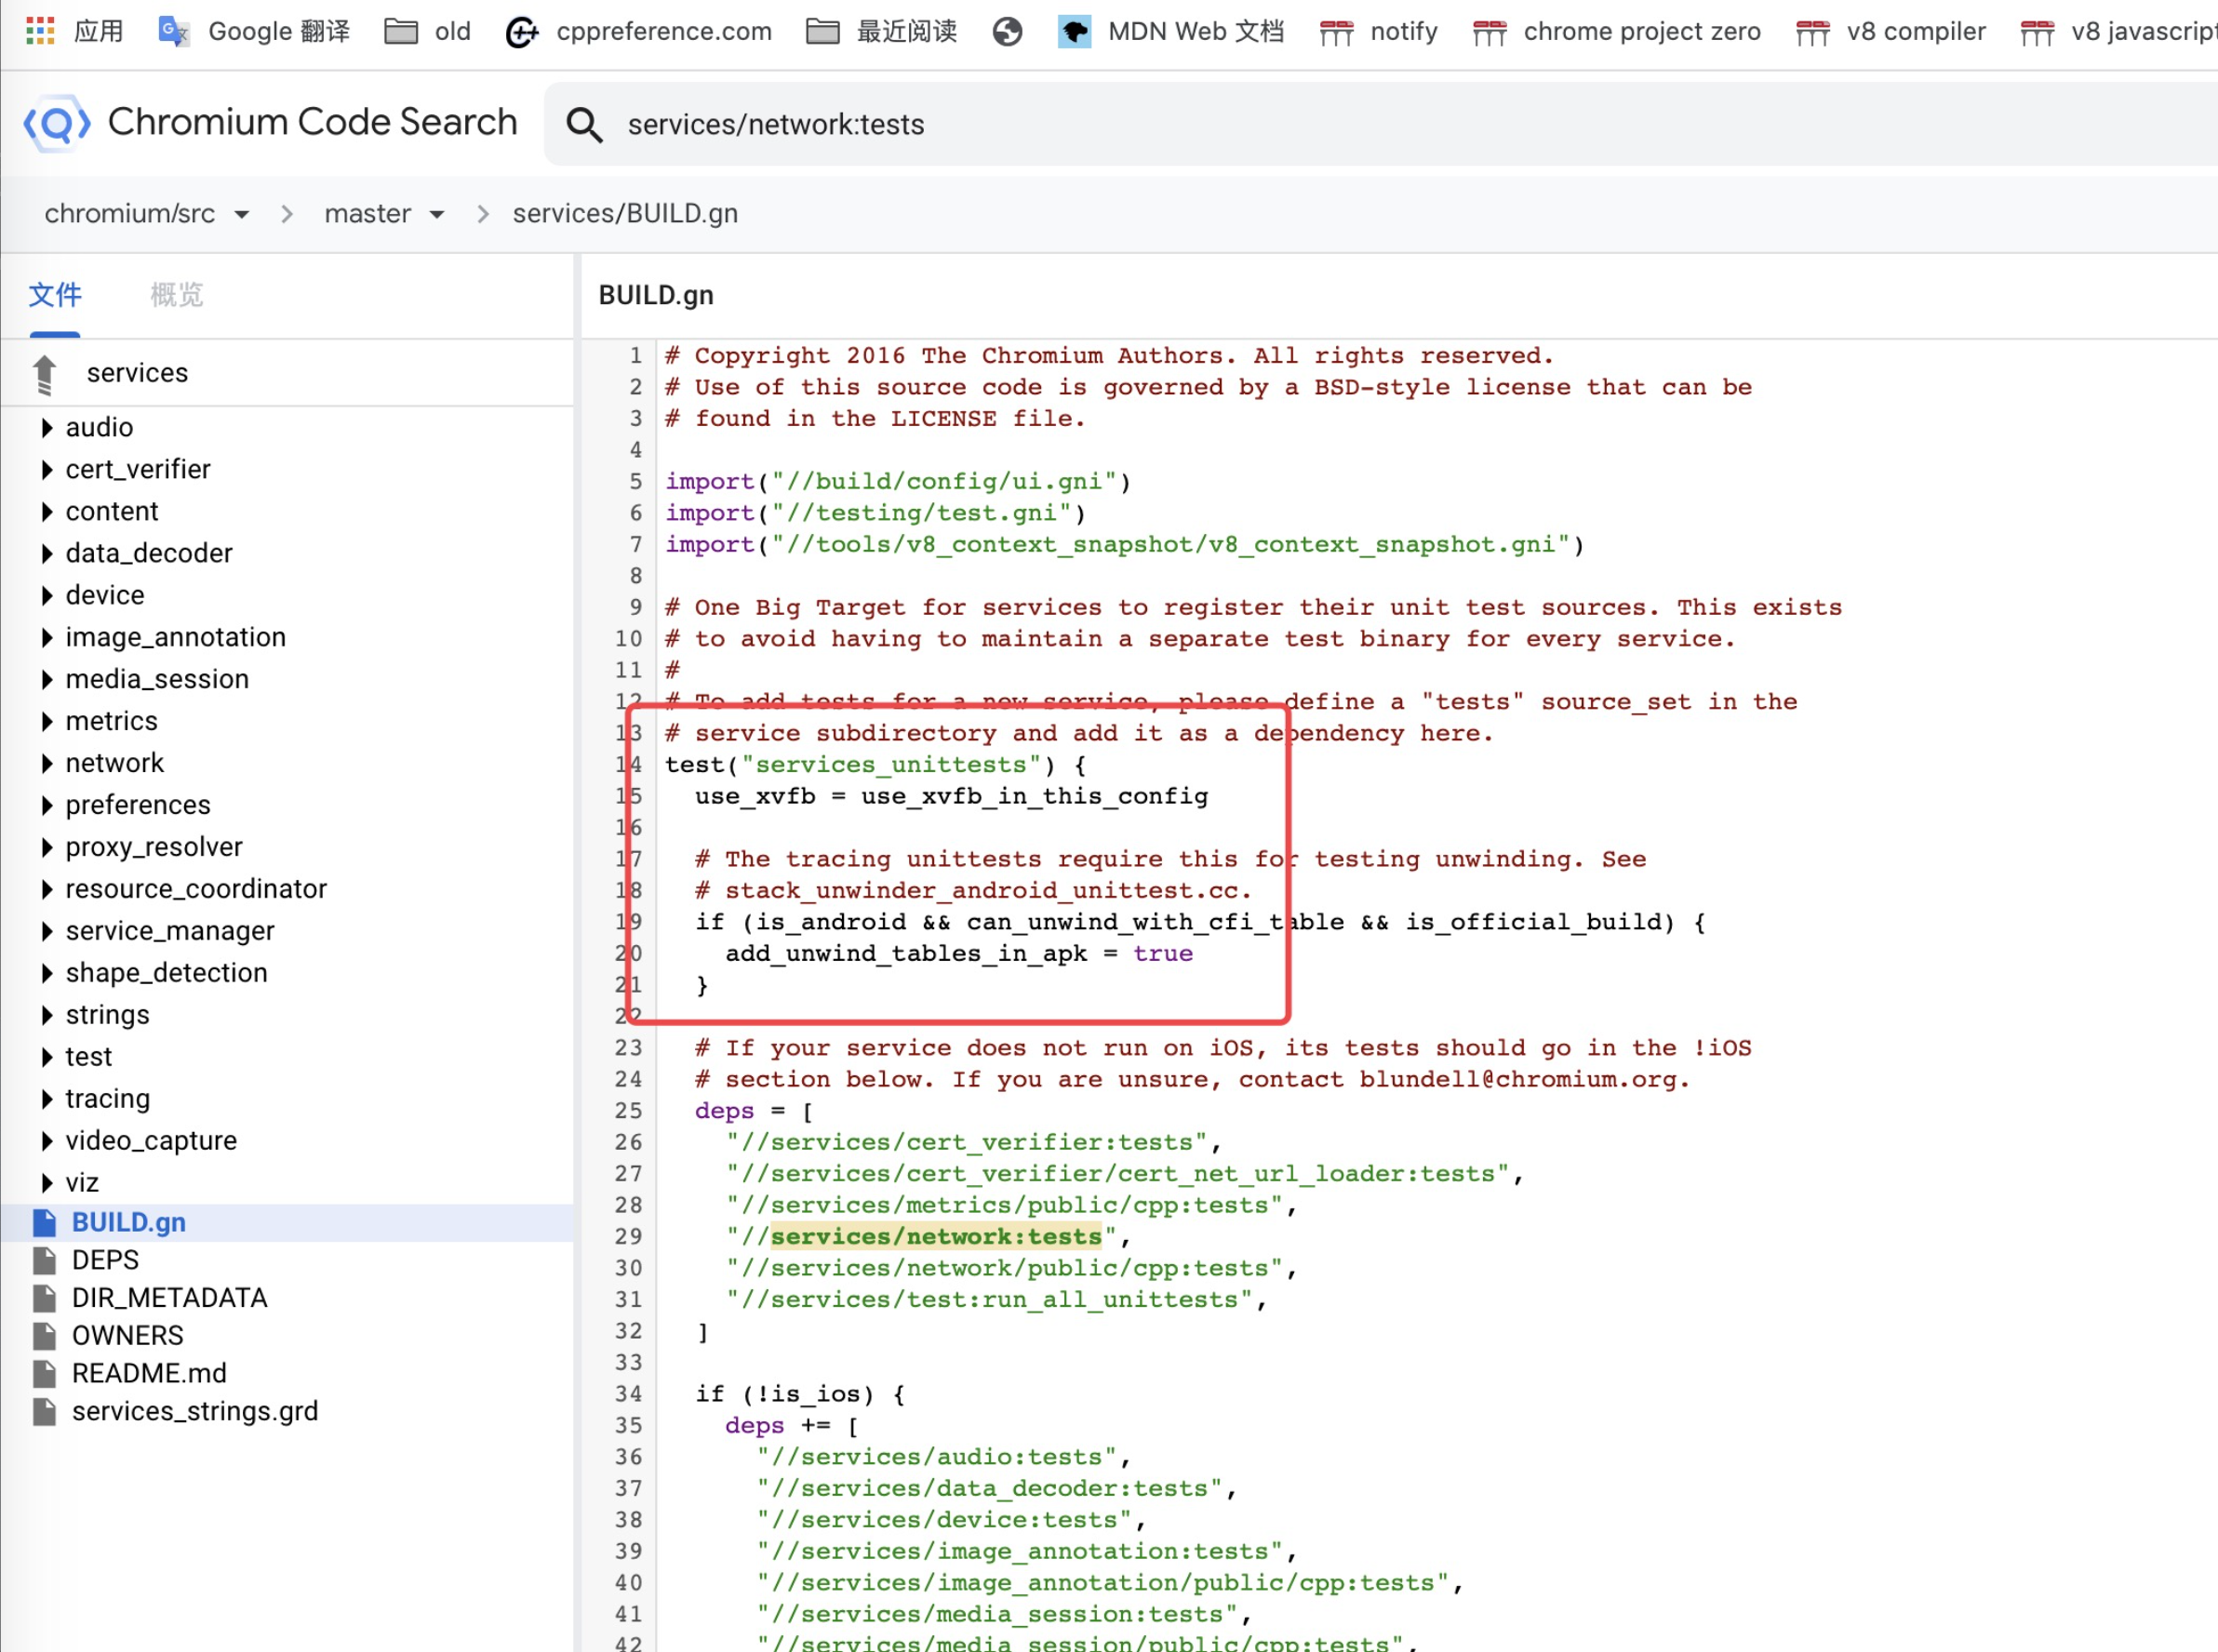 应用 Google 翻译 old cppreference.com 最近阅读 MDN Web 文档 notify chrome project zero v8 compiler v8 javascript
Chromium Code Search services/network:tests
chromium/src master services/BUILD.gn
文件 概览
services
audio
cert_verifier
content
data_decoder
device
image_annotation
media_session
metrics
network
preferences
proxy_resolver
resource_coordinator
service_manager
shape_detection
strings
test
tracing
video_capture
viz
BUILD.gn
DEPS
DIR_METADATA
OWNERS
README.md
services_strings.grd
BUILD.gn
1 # Copyright 2016 The Chromium Authors. All rights reserved.
2 # Use of this source code is governed by a BSD-style license that can be
3 # found in the LICENSE file.
4
5 import("//build/config/ui.gni")
6 import("//testing/test.gni")
7 import("//tools/v8_context_snapshot/v8_context_snapshot.gni")
8
9 # One Big Target for services to register their unit test sources. This exists
10 # to avoid having to maintain a separate test binary for every service.
11 #
12 # To add tests for a new service, please define a "tests" source_set in the
13 # service subdirectory and add it as a dependency here.
14 test("services_unittests") {
15 use_xvfb = use_xvfb_in_this_config
16
17 # The tracing unittests require this for testing unwinding. See
18 # stack_unwinder_android_unittest.cc.
19 if (is_android && can_unwind_with_cfi_table && is_official_build) {
20 add_unwind_tables_in_apk = true
21 }
22
23 # If your service does not run on iOS, its tests should go in the !iOS
24 # section below. If you are unsure, contact blundell@chromium.org.
25 deps = [
26 "//services/cert_verifier:tests",
27 "//services/cert_verifier/cert_net_url_loader:tests",
28 "//services/metrics/public/cpp:tests",
29 "//services/network:tests",
30 "//services/network/public/cpp:tests",
31 "//services/test:run_all_unittests",
32 ]
33
34 if (!is_ios) {
35 deps += [
36 "//services/audio:tests",
37 "//services/data_decoder:tests",
38 "//services/device:tests",
39 "//services/image_annotation:tests",
40 "//services/image_annotation/public/cpp:tests",
41 "//services/media_session:tests",
42 "//services/media_session/public/cpp:tests",